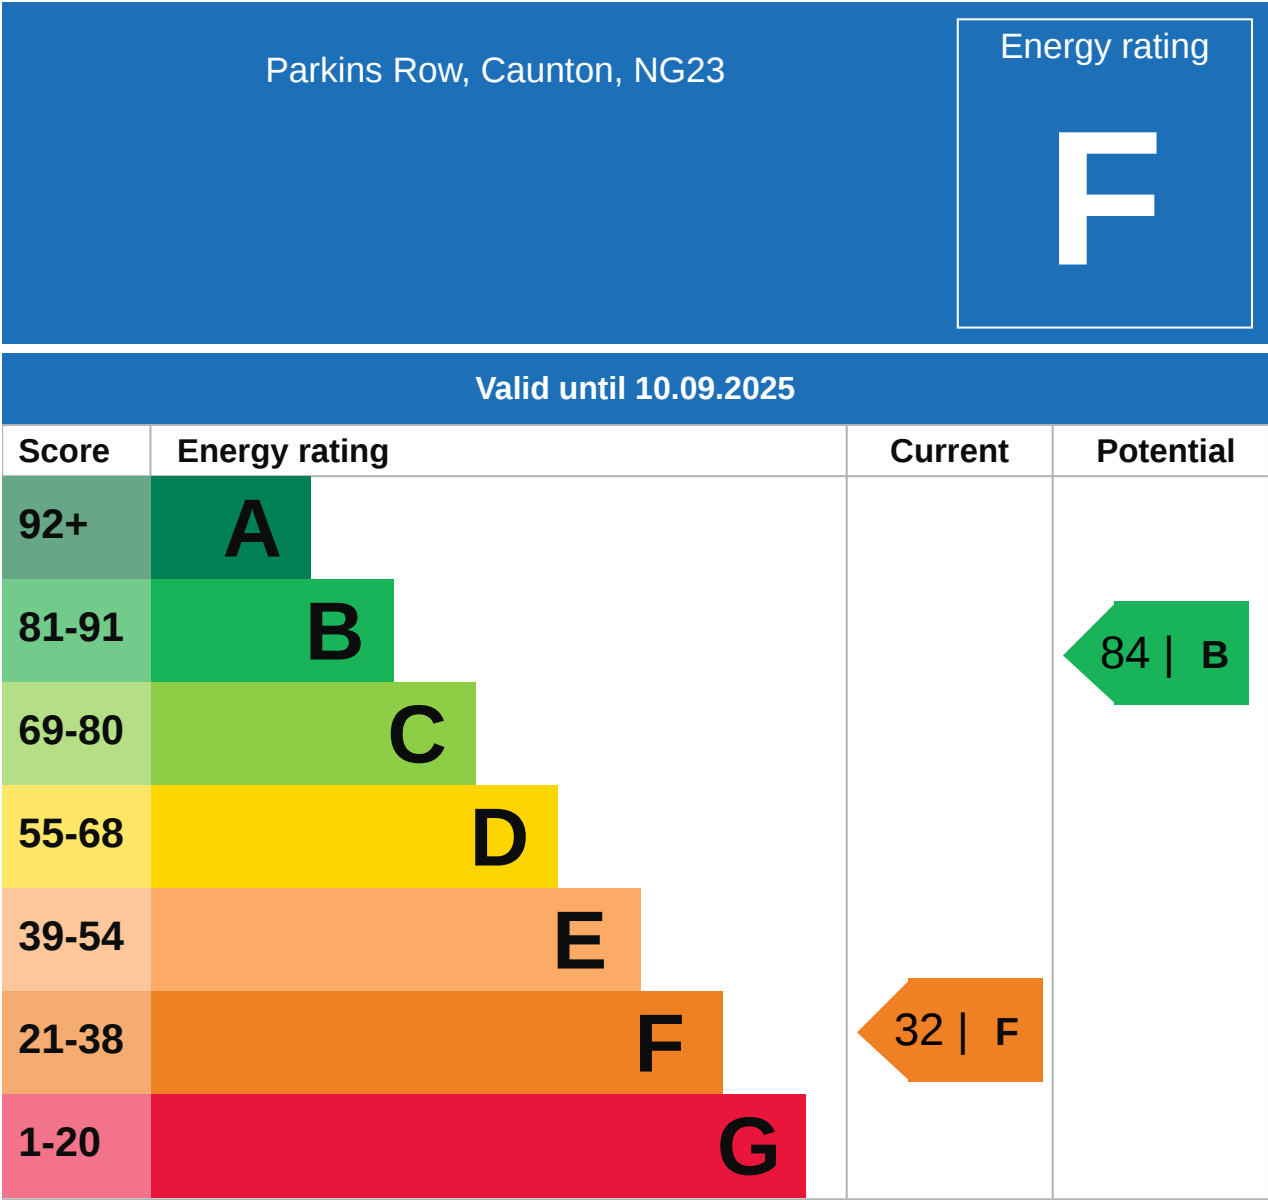 Parkins Row, Caunton, NG23
Energy rating
F
Valid until 10.09.2025
Score Energy rating Current Potential
92+ A
81-91 B 84 | B
69-80 C
55-68 D
39-54 E
21-38 F 32 | F
1-20 G